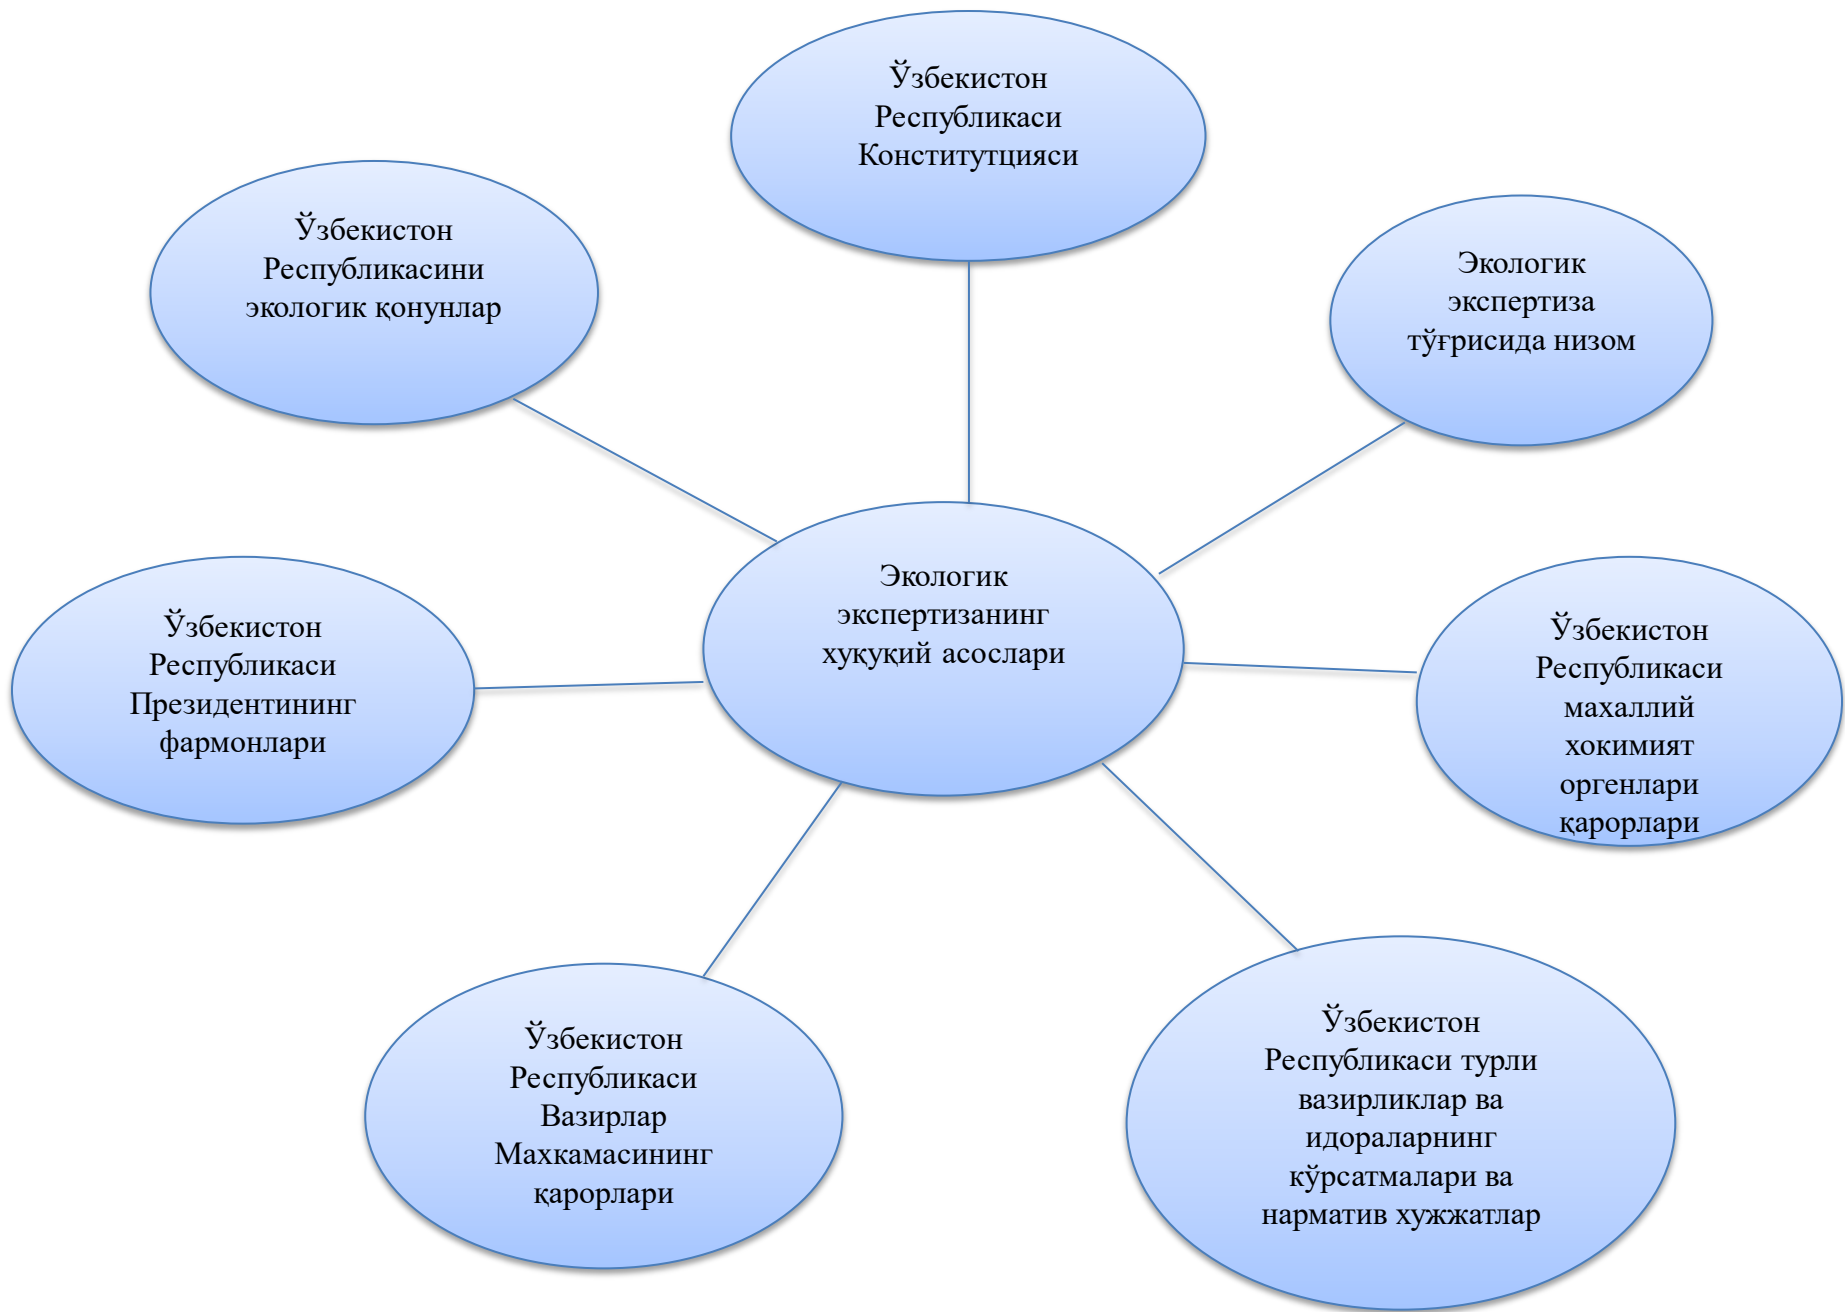 Ўзбекистон
Республикаси
Конститутцияси
Ўзбекистон
Республикасини
экологик қонунлар
Экологик
экспертиза
тўғрисида низом
Экологик
экспертизанинг
хуқуқий асослари
Ўзбекистон
Республикаси
Президентининг
фармонлари
Ўзбекистон
Республикаси
махаллий
хокимият
оргенлари
қарорлари
Ўзбекистон
Республикаси
Вазирлар
Махкамасининг
қарорлари
Ўзбекистон
Республикаси турли
вазирликлар ва
идораларнинг
кўрсатмалари ва
нарматив хужжатлар